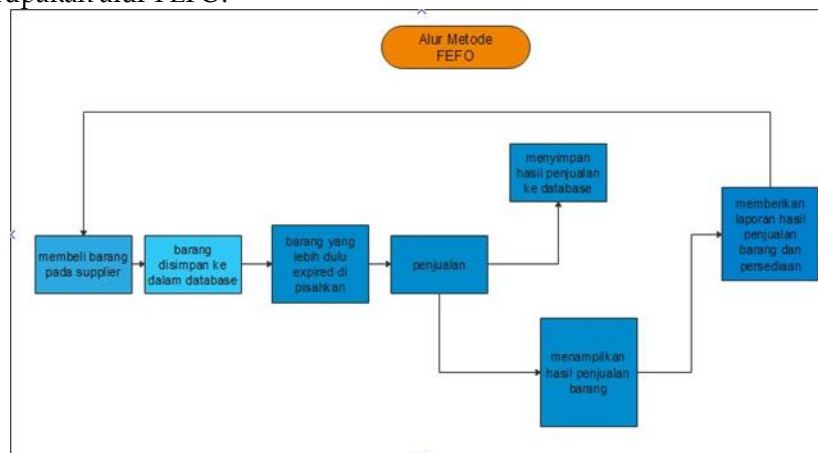 Alur Metode
FEFO
menyimpan
hasil penjualan
ke database
memberikan
laporan hasil
penjualan
barang dan
persediaan
membeli barang
pada supplier
barang
disimpan ke
dalam database
barang yang
lebih dulu
expired di
pisahkan
penjualan
menampilkan
hasil penjualan
barang